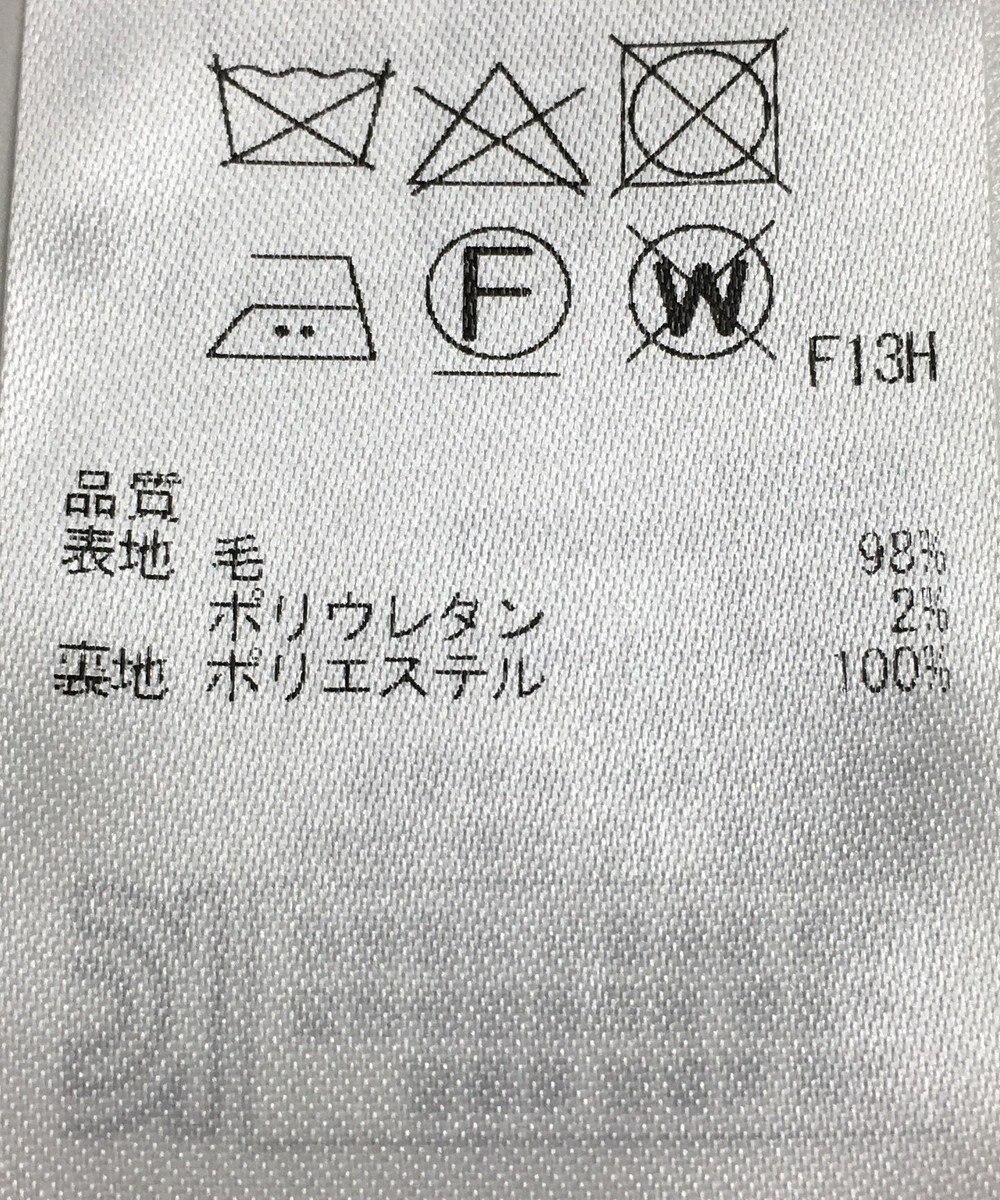 F W F13H
品質
表地 毛 98%
ポリウレタン 2%
裏地 ポリエステル 100%